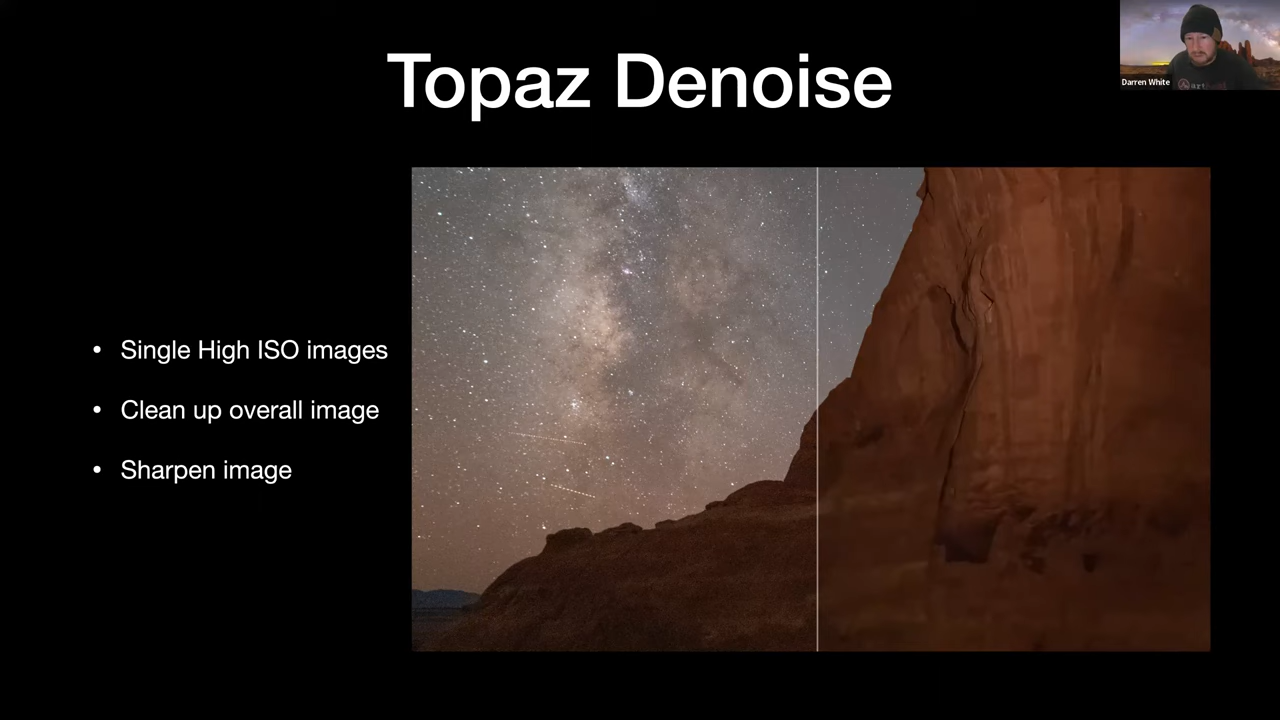 Topaz Denoise
Darren White
• Single High ISO images
• Clean up overall image
• Sharpen image